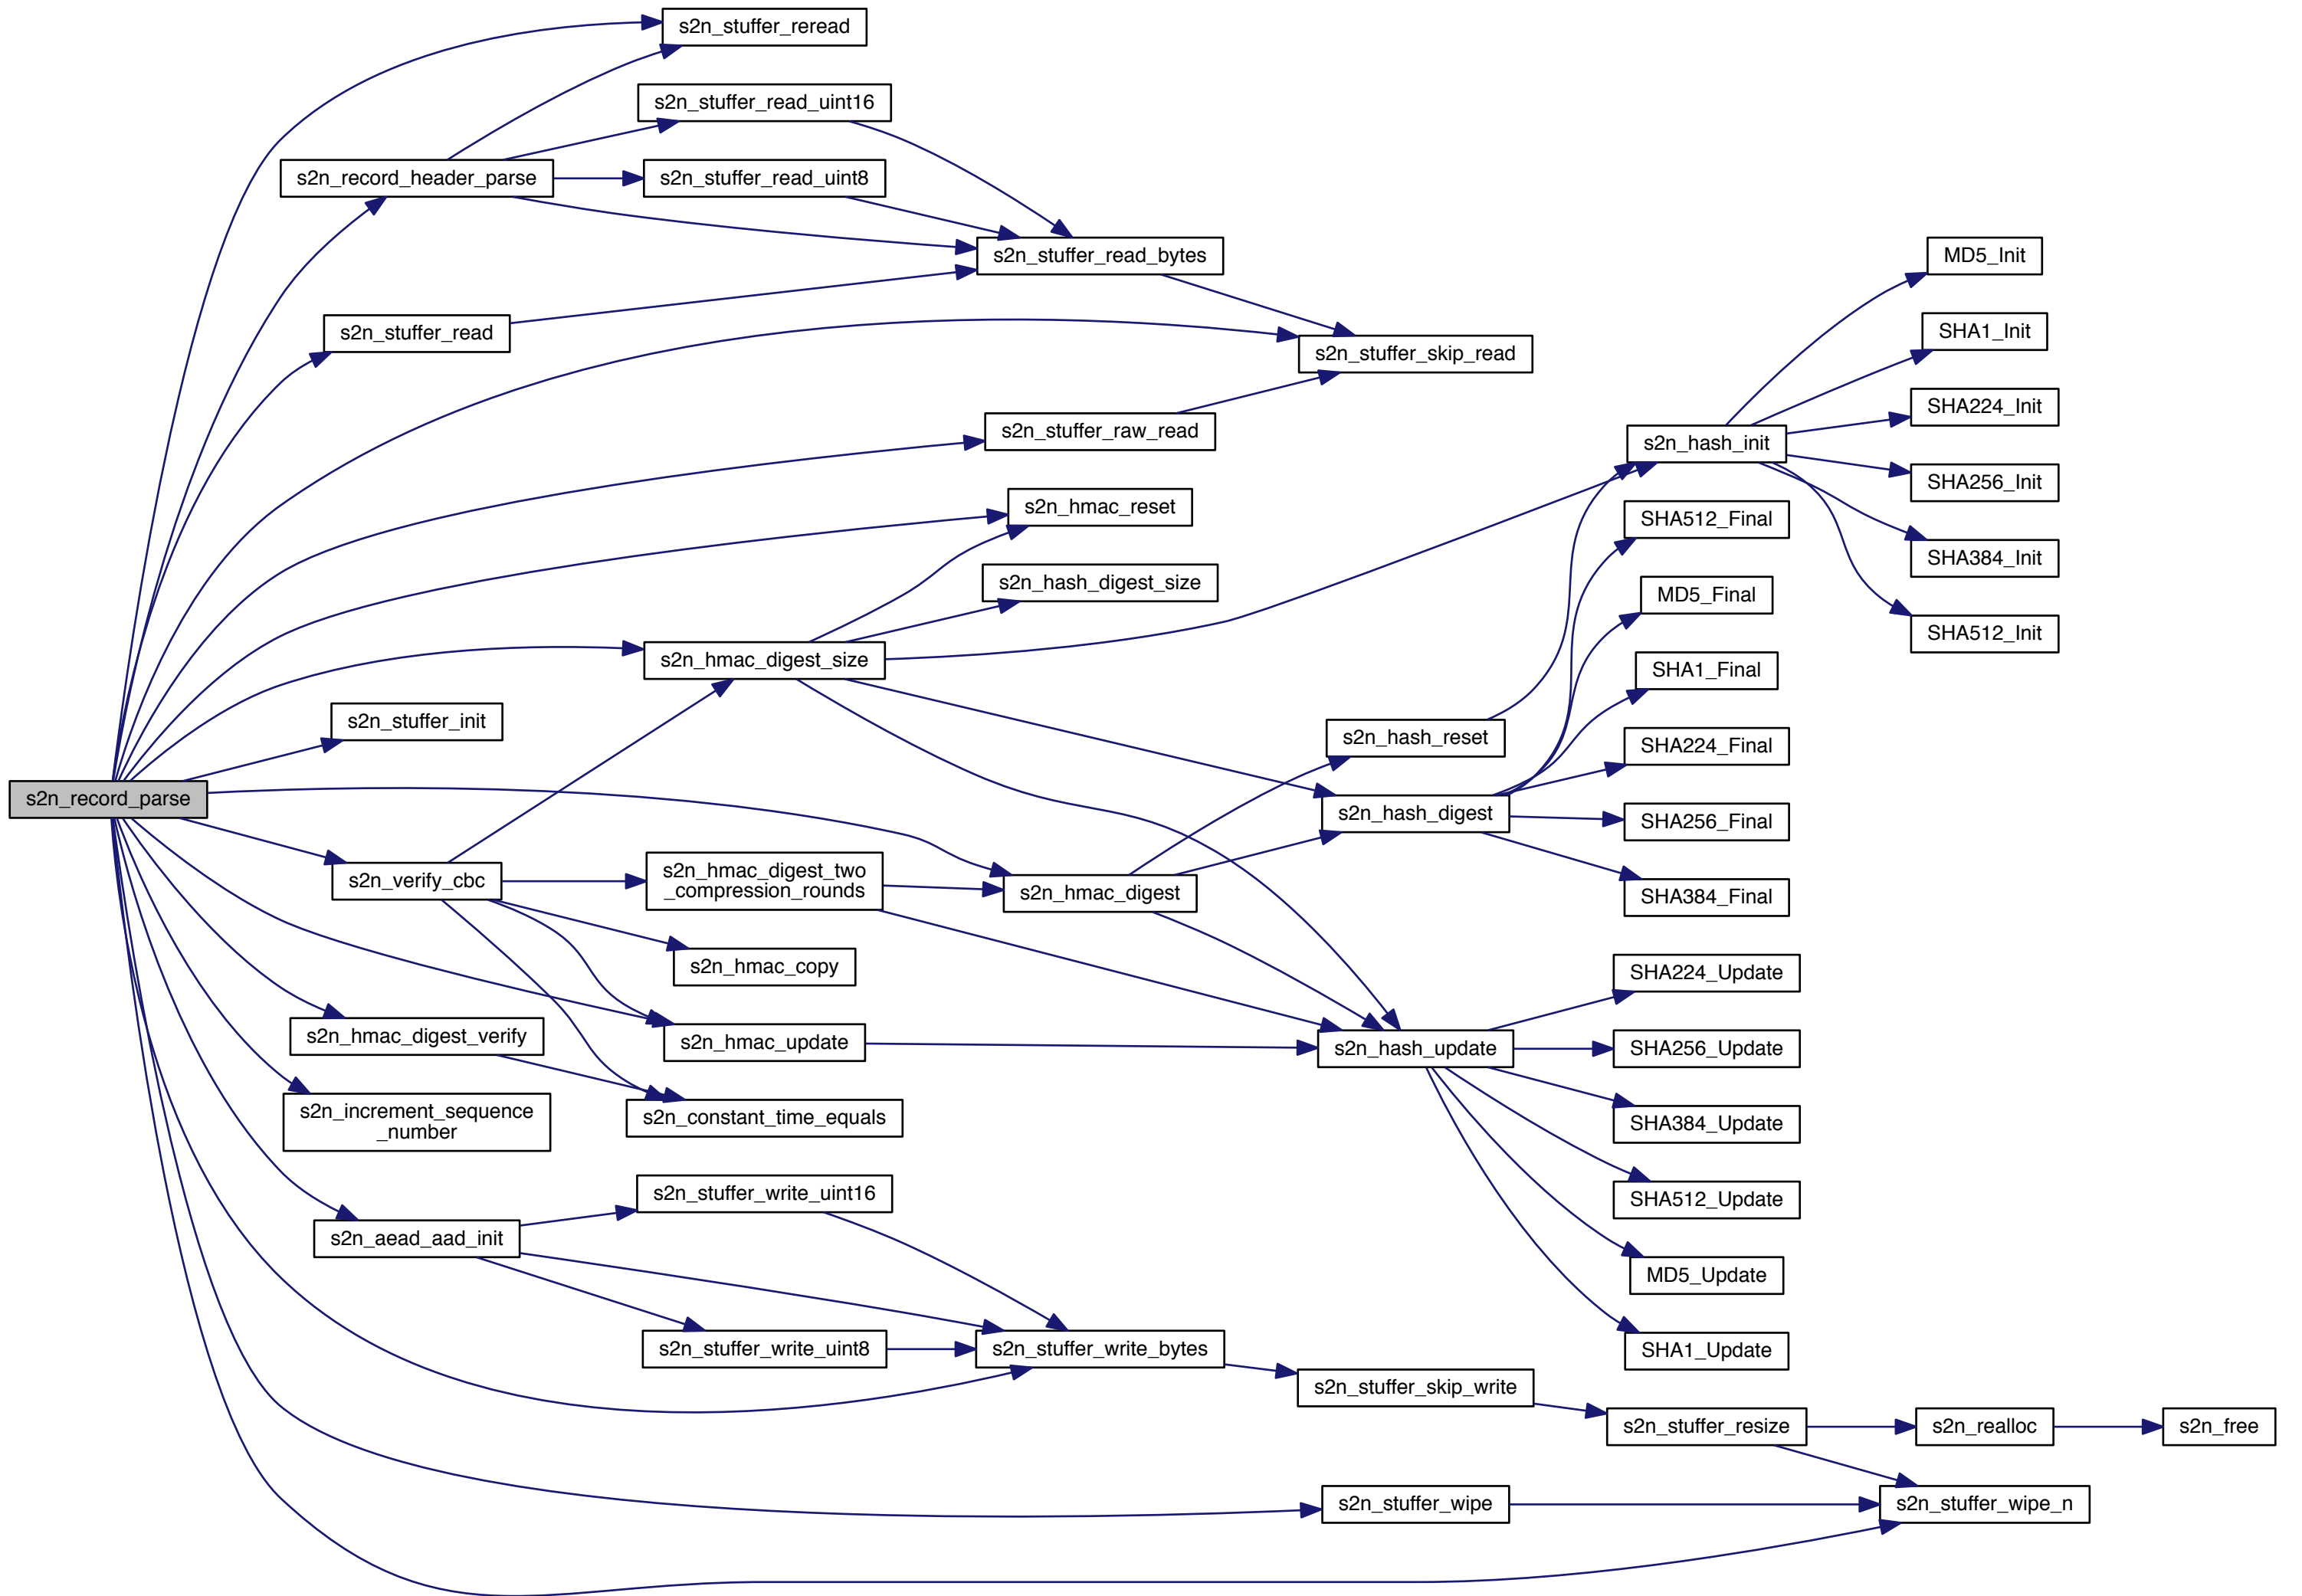 s2n_stuffer_reread
s2n_stuffer_read_uint16
s2n_record_header_parse
s2n_stuffer_read_uint8
s2n_stuffer_read_bytes
MD5_Init
s2n_stuffer_read
SHA1_Init
s2n_stuffer_skip_read
SHA224_Init
s2n_stuffer_raw_read
s2n_hash_init
SHA256_Init
s2n_hmac_reset
SHA512_Final
SHA384_Init
s2n_hash_digest_size
MD5_Final
SHA512_Init
s2n_hmac_digest_size
SHA1_Final
s2n_stuffer_init
s2n_hash_reset
SHA224_Final
s2n_record_parse
s2n_hash_digest
SHA256_Final
s2n_verify_cbc
s2n_hmac_digest_two
_compression_rounds
s2n_hmac_digest
SHA384_Final
s2n_hmac_copy
SHA224_Update
s2n_hmac_digest_verify
s2n_hmac_update
s2n_hash_update
SHA256_Update
s2n_increment_sequence
_number
s2n_constant_time_equals
SHA384_Update
s2n_stuffer_write_uint16
SHA512_Update
s2n_aead_aad_init
MD5_Update
s2n_stuffer_write_uint8
s2n_stuffer_write_bytes
SHA1_Update
s2n_stuffer_skip_write
s2n_stuffer_resize
s2n_realloc
s2n_free
s2n_stuffer_wipe
s2n_stuffer_wipe_n